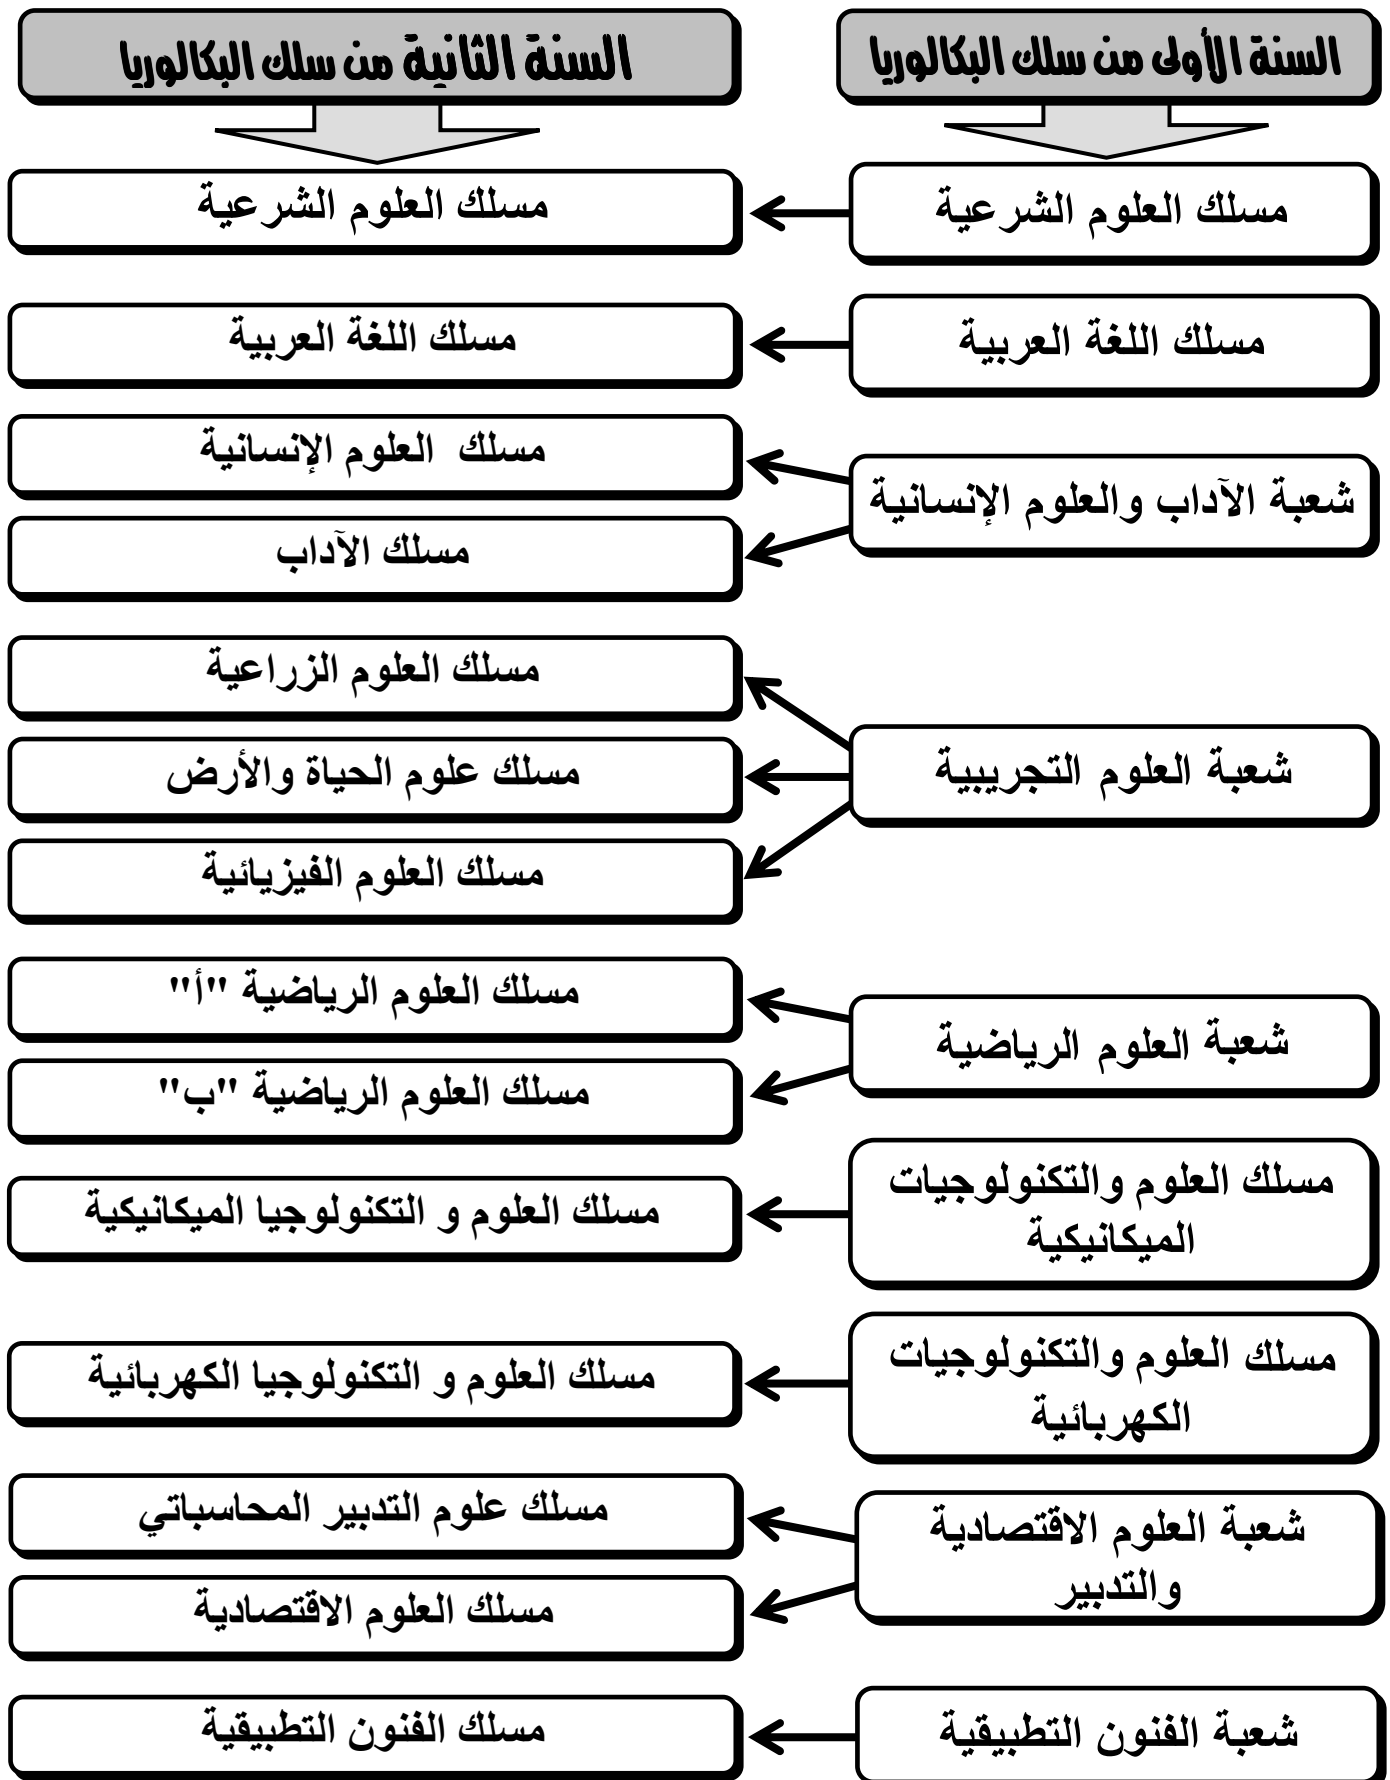 السنة الأولى من سلك البكالوريا
السنة الثانية من سلك البكالوريا
مسلك العلوم الشرعية
مسلك العلوم الشرعية
مسلك اللغة العربية
مسلك اللغة العربية
شعبة الآداب والعلوم الإنسانية
مسلك العلوم الإنسانية
مسلك الآداب
شعبة العلوم التجريبية
مسلك العلوم الزراعية
مسلك علوم الحياة والأرض
مسلك العلوم الفيزيائية
شعبة العلوم الرياضية
مسلك العلوم الرياضية "أ"
مسلك العلوم الرياضية "ب"
مسلك العلوم والتكنولوجيات
الميكانيكية
مسلك العلوم و التكنولوجيا الميكانيكية
مسلك العلوم والتكنولوجيات
الكهربائية
مسلك العلوم و التكنولوجيا الكهربائية
شعبة العلوم الاقتصادية
والتدبير
مسلك علوم التدبير المحاسباتي
مسلك العلوم الاقتصادية
شعبة الفنون التطبيقية
مسلك الفنون التطبيقية